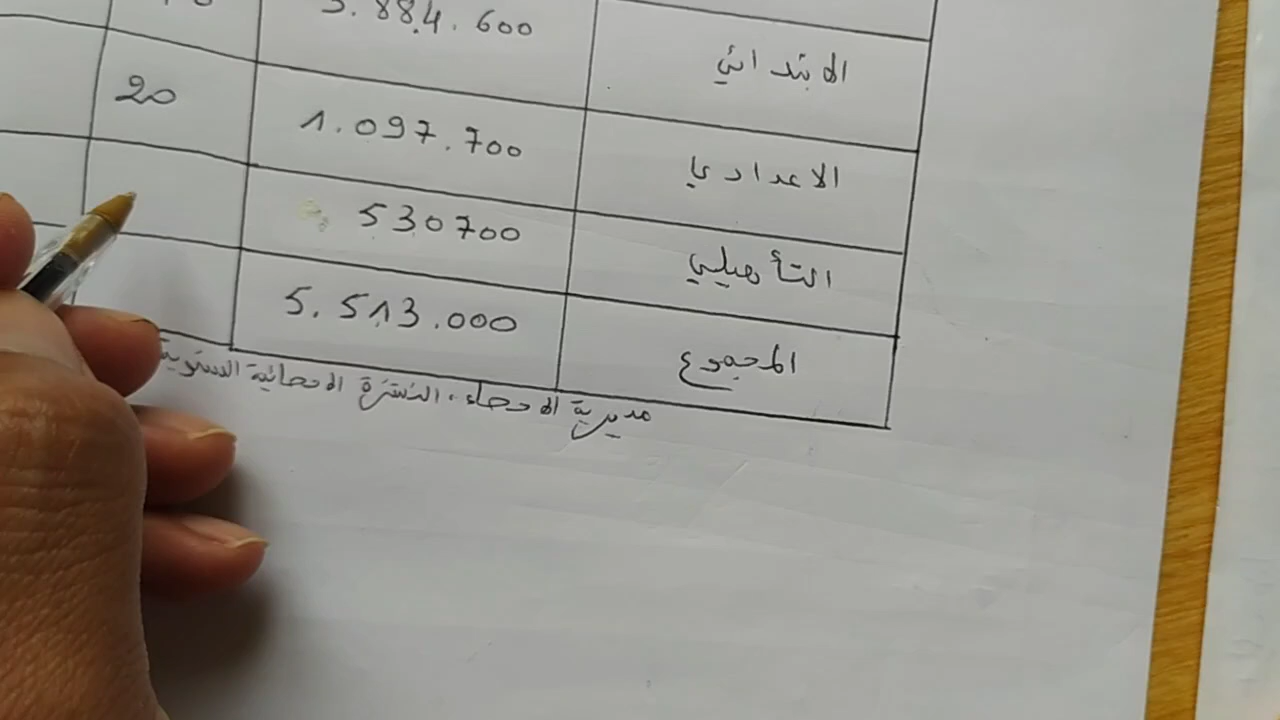 الابتدائي 3.884.600
الاعدادي 1.097.700 20
التأهيلي 530700
المجموع 5.513.000
مديرية الاحصاء، النشرة الاحصائية السنوية